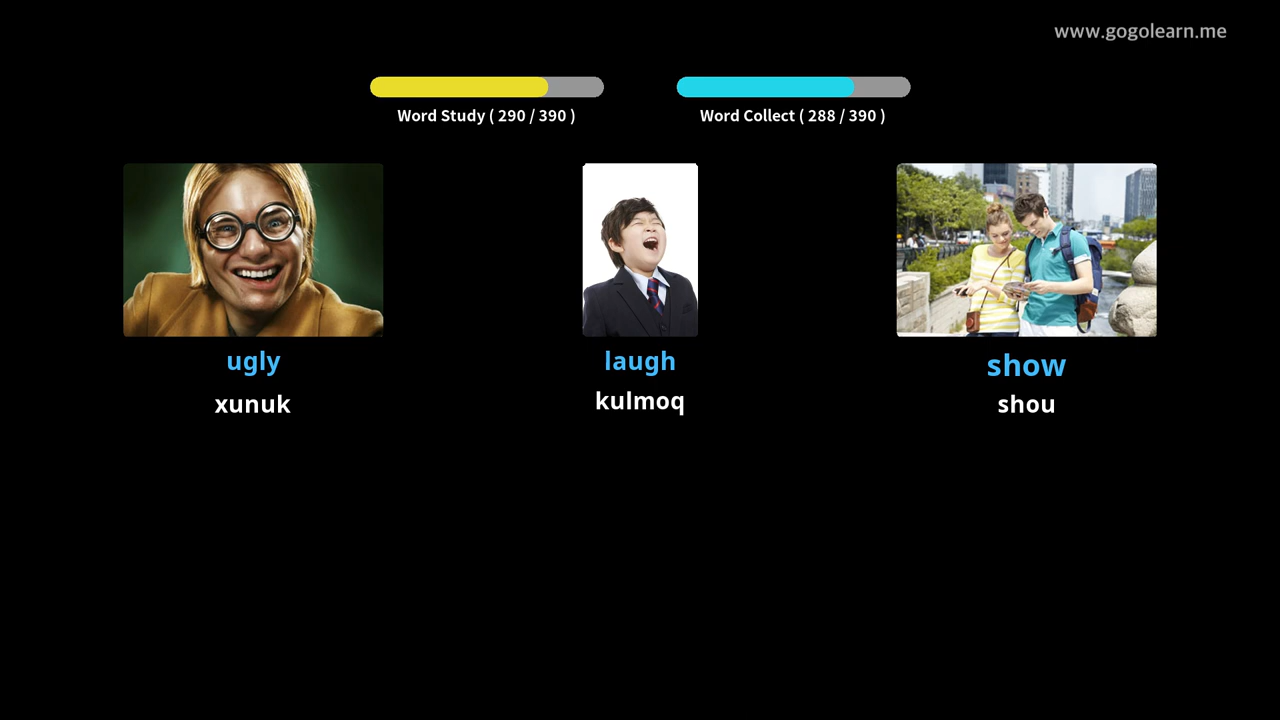 www.gogolearn.me
Word Study ( 290 / 390 )
Word Collect ( 288 / 390 )
ugly
xunuk
laugh
kulmoq
show
shou